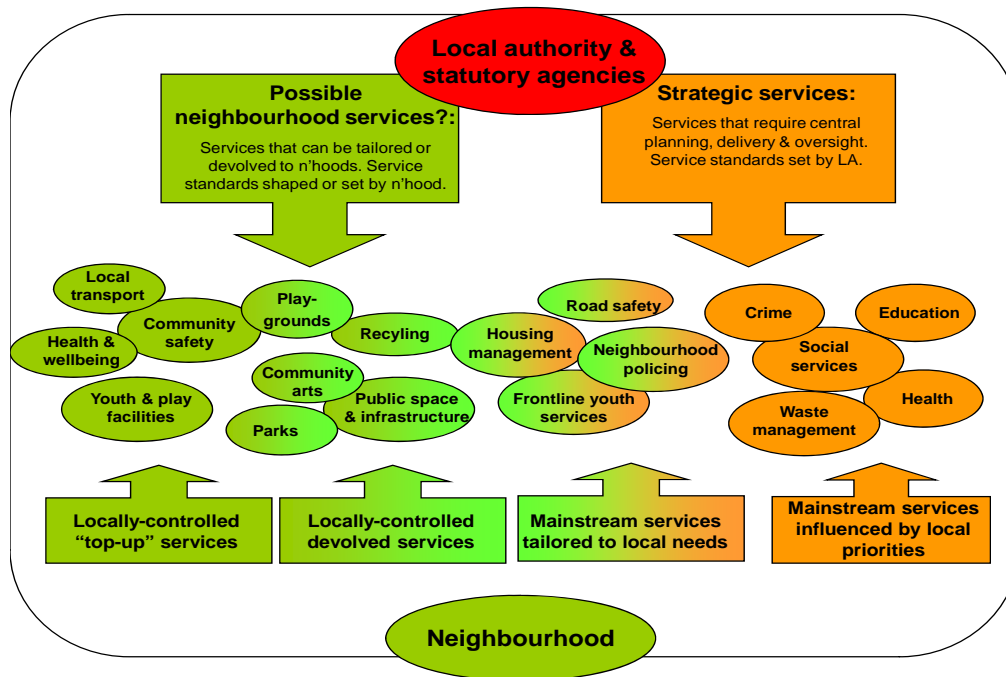 Local authority &
statutory agencies
Possible
neighbourhood services?:
Services that can be tailored or
devolved to n'hoods. Service
standards shaped or set by n'hood.
Strategic services:
Services that require central
planning, delivery & oversight.
Service standards set by LA.
Local
transport
Community
safety
Health &
wellbeing
Youth & play
facilities
Play-
grounds
Recyling
Community
arts
Public space
& infrastructure
Parks
Road safety
Housing
management
Neighbourhood
policing
Frontline youth
services
Crime
Education
Social
services
Health
Waste
management
Locally-controlled
“top-up” services
Locally-controlled
devolved services
Mainstream services
tailored to local needs
Mainstream services
influenced by local
priorities
Neighbourhood